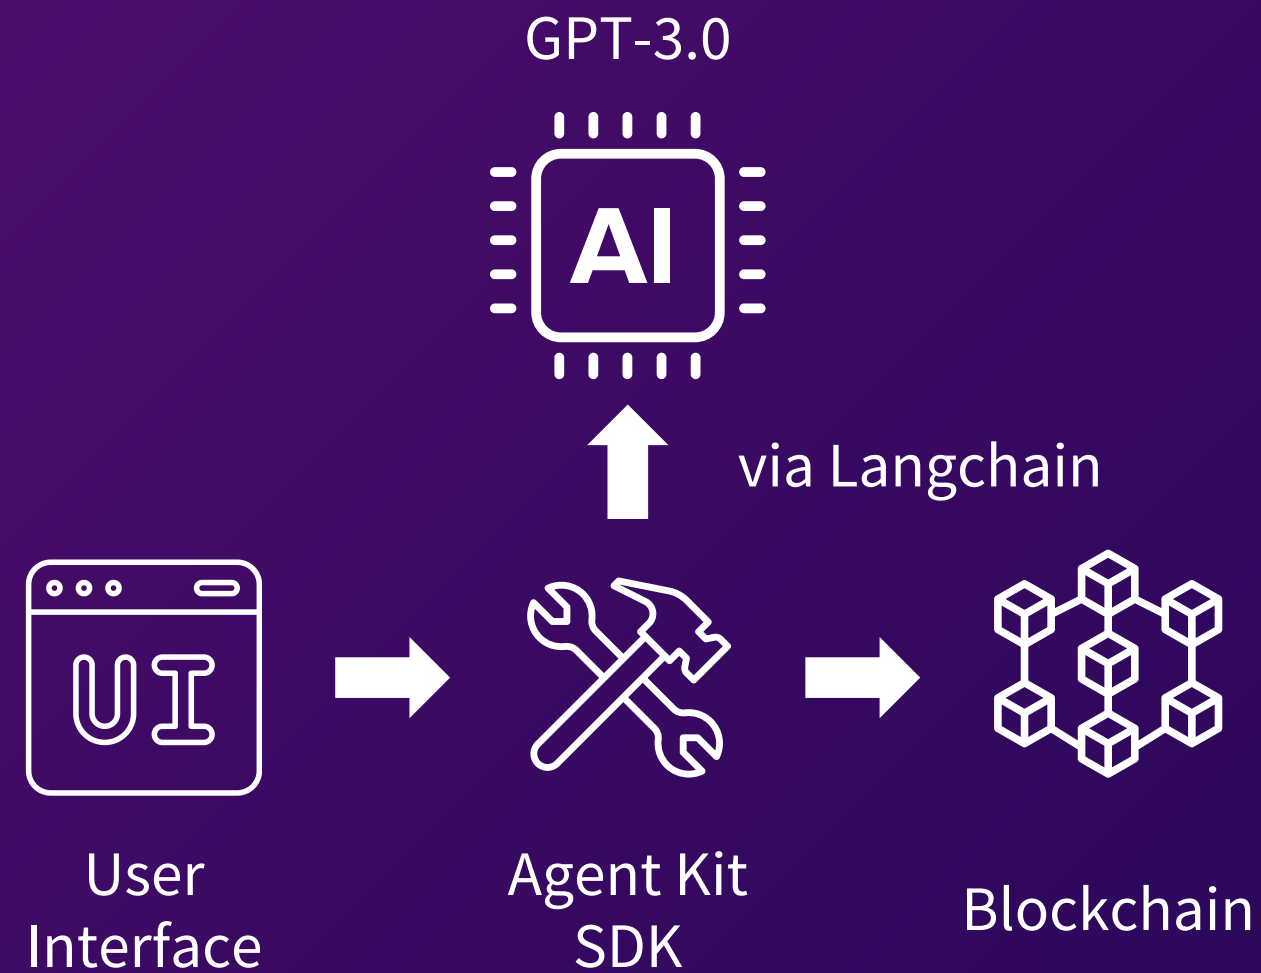 GPT-3.0
AI
via Langchain
UI
User
Interface
Agent Kit
SDK
Blockchain